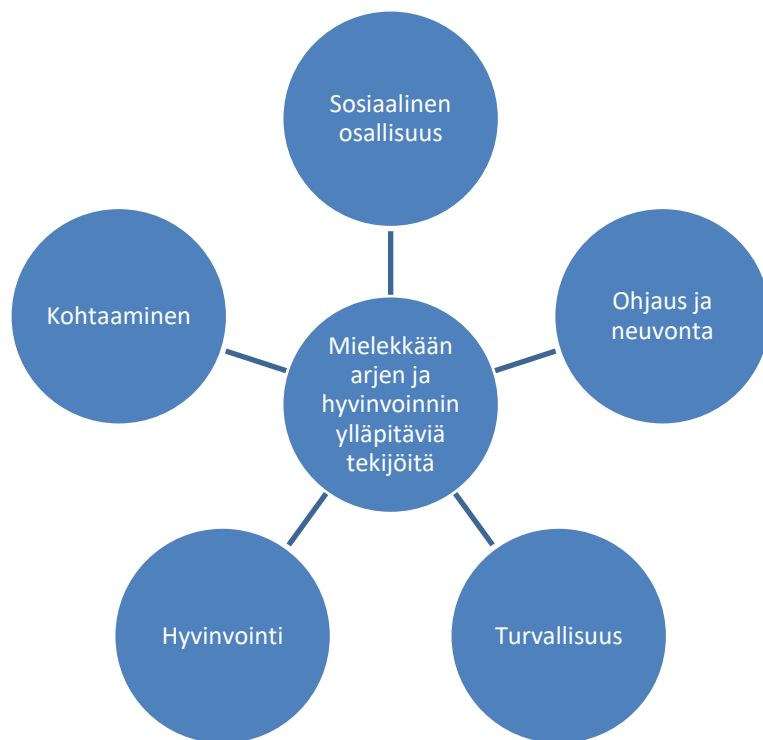 Sosiaalinen
osallisuus
Kohtaaminen
Ohjaus ja
neuvonta
Mielekkään
arjen ja
hyvinvoinnin
ylläpitäviä
tekijöitä
Hyvinvointi
Turvallisuus